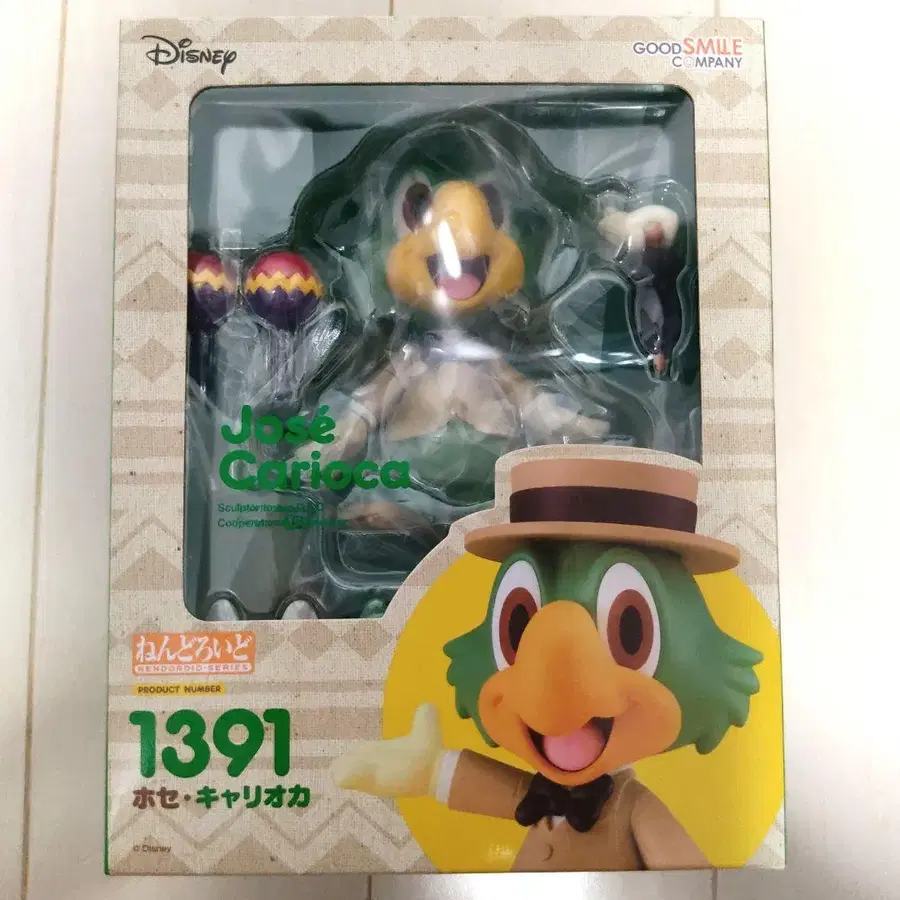 Disney
GOOD SMILE
COMPANY
José
Carioca
ねんどろいど
NENDOROID·SERIES
PRODUCT NUMBER
1391
ホセ・キャリオカ
© Disney